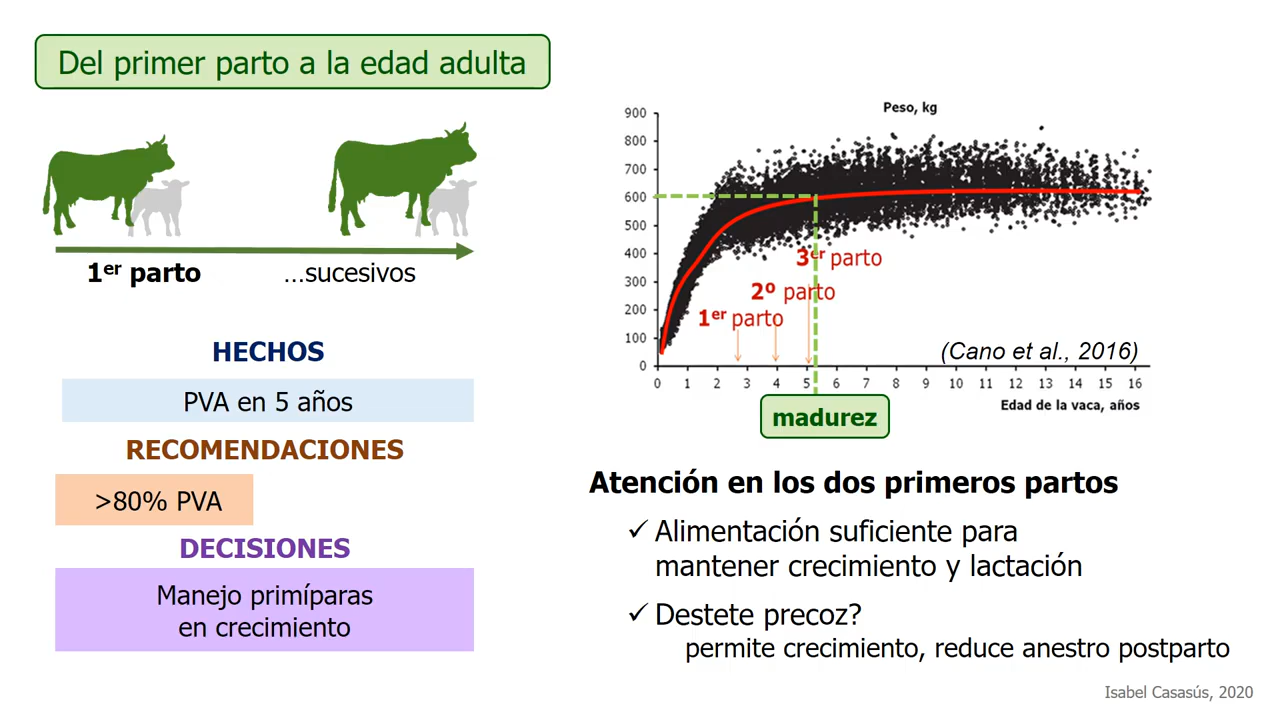 Del primer parto a la edad adulta
1er parto
...sucesivos
HECHOS
PVA en 5 años
RECOMENDACIONES
>80% PVA
DECISIONES
Manejo primíparas
en crecimiento
Peso, kg
900
800
700
600
500
400
300
200
100
0
3er parto
2º parto
1er parto
(Cano et al., 2016)
0 1 2 3 4 5 6 7 8 9 10 11 12 13 14 15 16
Edad de la vaca, años
madurez
Atención en los dos primeros partos
✓ Alimentación suficiente para
mantener crecimiento y lactación
✓ Destete precoz?
permite crecimiento, reduce anestro postparto
Isabel Casasús, 2020